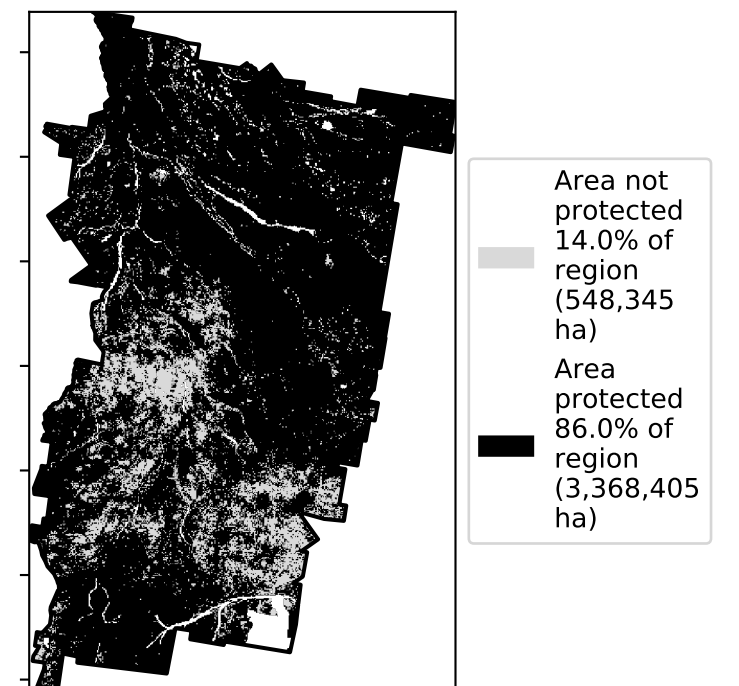 Area not
protected
14.0% of
region
(548,345
ha)
Area
protected
86.0% of
region
(3,368,405
ha)